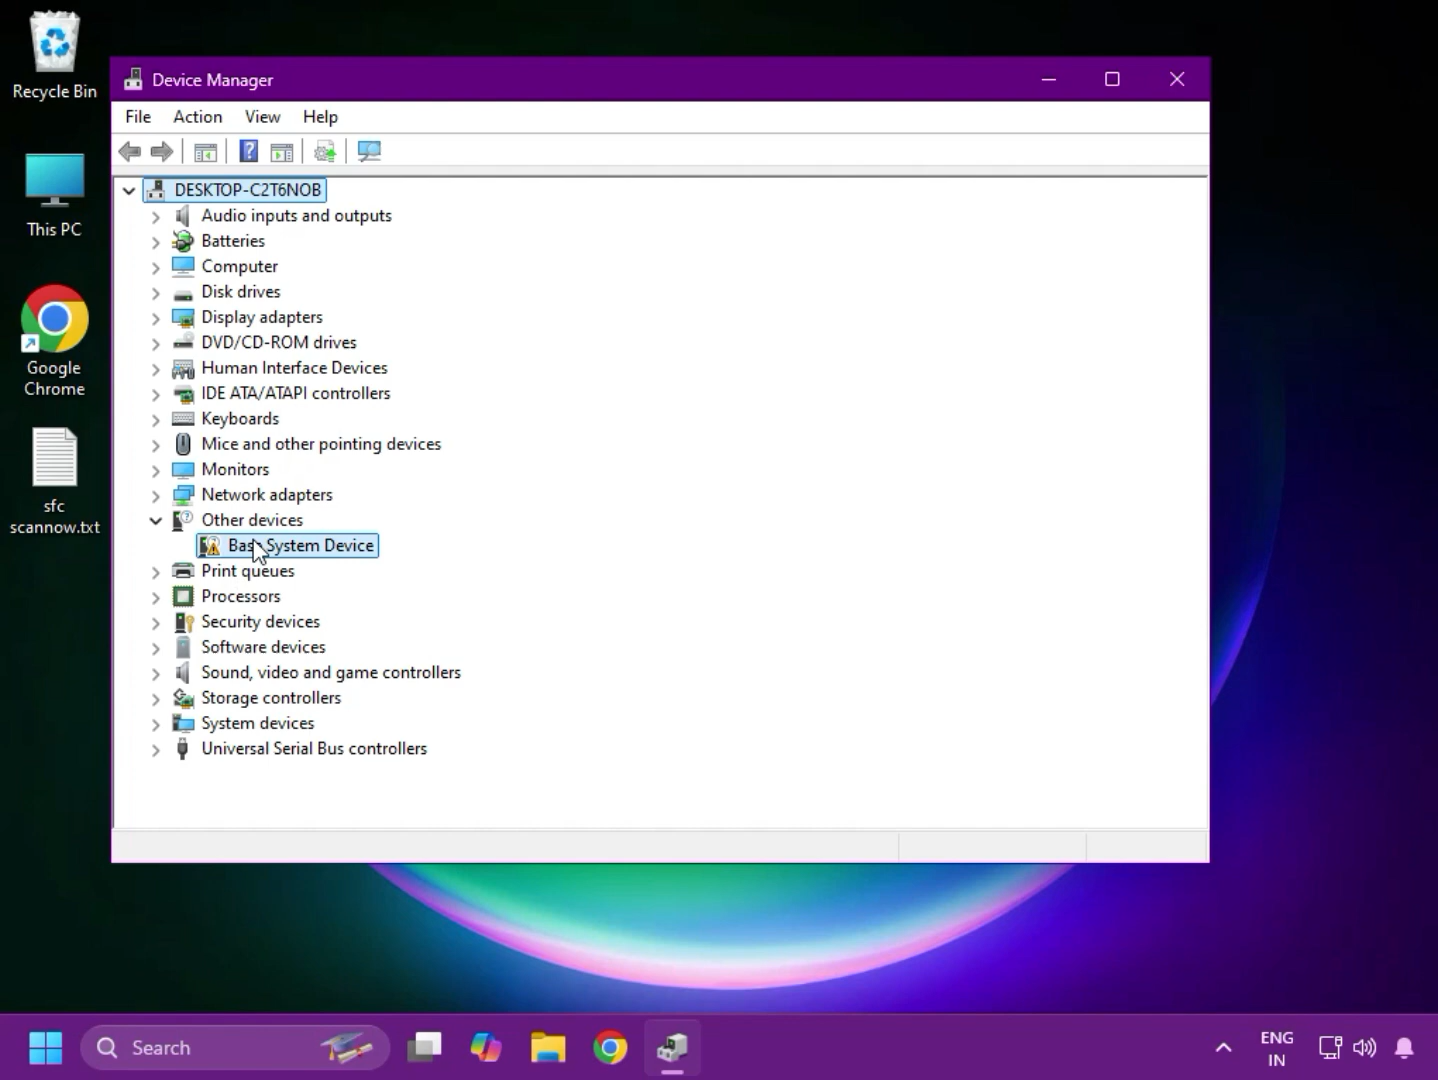 Recycle Bin
This PC
Google
Chrome
sfc
scannow.txt
Device Manager
File Action View Help
DESKTOP-C2T6NOB
Audio inputs and outputs
Batteries
Computer
Disk drives
Display adapters
DVD/CD-ROM drives
Human Interface Devices
IDE ATA/ATAPI controllers
Keyboards
Mice and other pointing devices
Monitors
Network adapters
Other devices
Base System Device
Print queues
Processors
Security devices
Software devices
Sound, video and game controllers
Storage controllers
System devices
Universal Serial Bus controllers
Search
ENG
IN